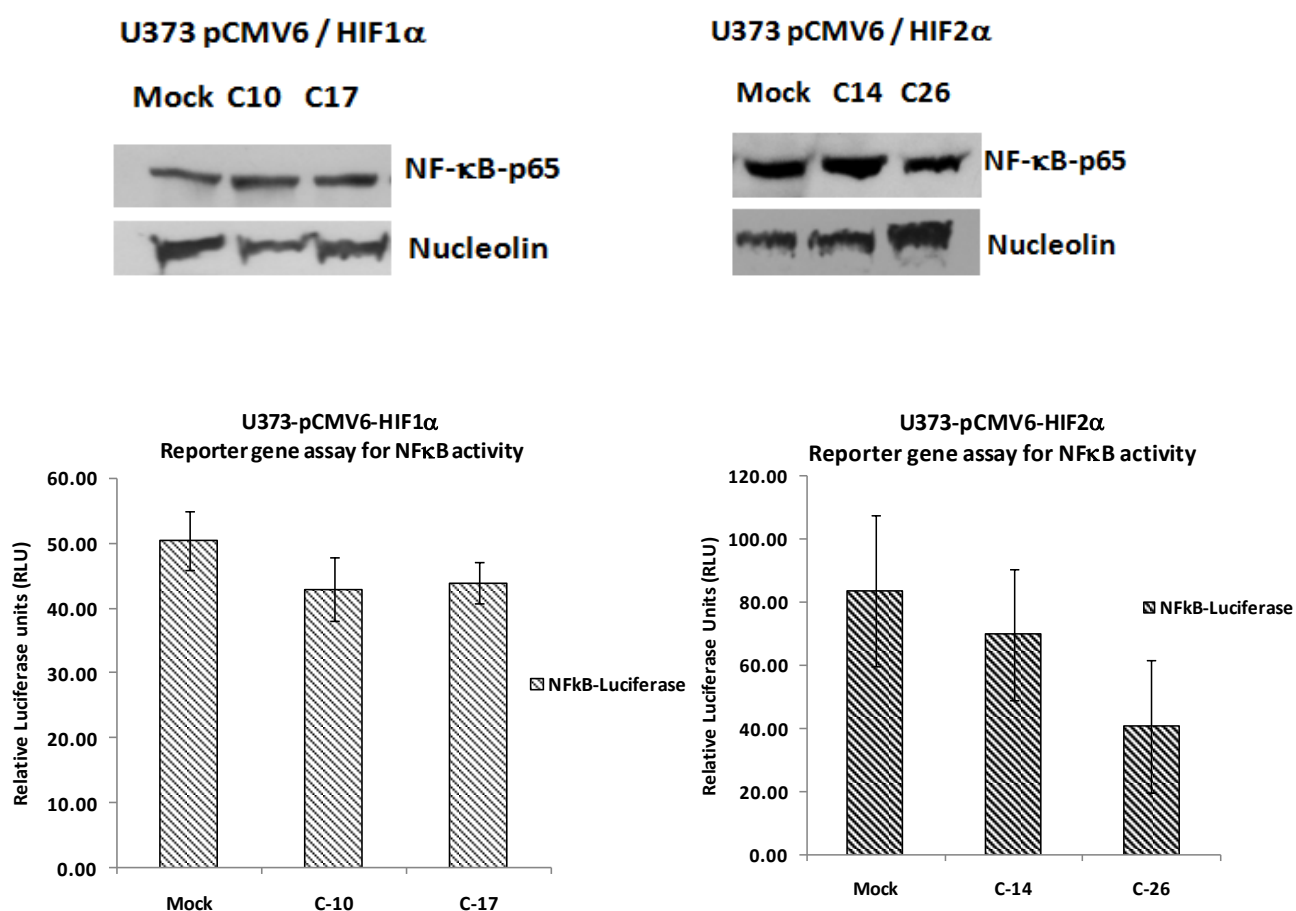 U373 pCMV6 / HIF1α
Mock C10 C17
NF-κB-p65
Nucleolin
U373 pCMV6 / HIF2α
Mock C14 C26
NF-κB-p65
Nucleolin
U373-pCMV6-HIF1α
Reporter gene assay for NFκB activity
Relative Luciferase units (RLU)
60.00
50.00
40.00
30.00
20.00
10.00
0.00
Mock C-10 C-17
NFkB-Luciferase
U373-pCMV6-HIF2α
Reporter gene assay for NFκB activity
Relative Luciferase Units (RLU)
120.00
100.00
80.00
60.00
40.00
20.00
0.00
Mock C-14 C-26
NFkB-Luciferase